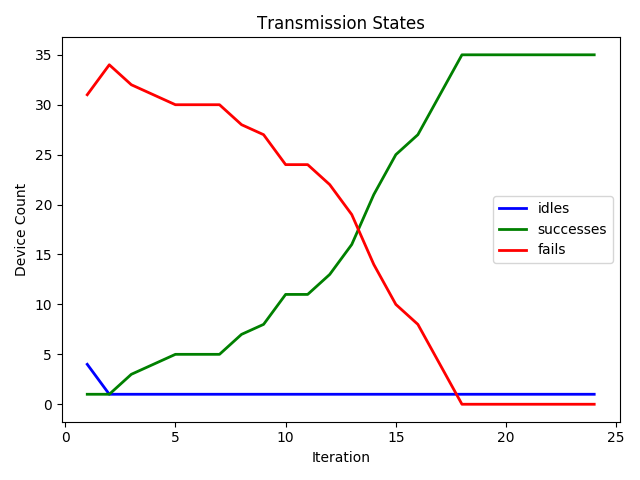 Transmission States
Device Count
35
30
25
20
15
10
5
0
idles
successes
fails
0 5 10 15 20 25
Iteration